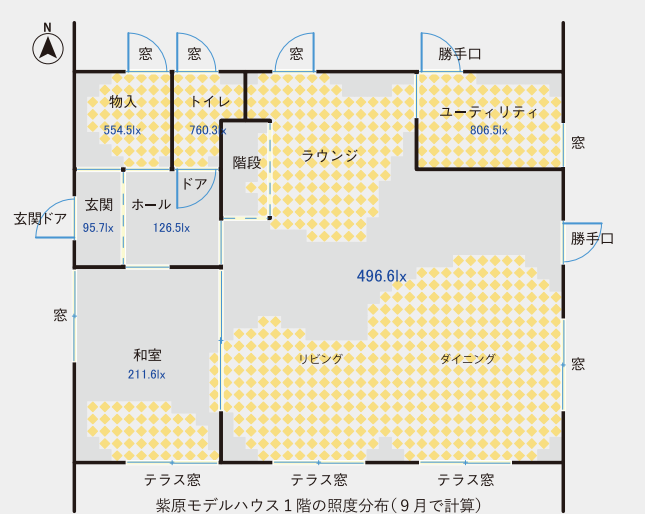 N
窓
窓
窓
勝手口
物入
554.5lx
トイレ
760.3lx
ユーティリティ
806.5lx
窓
階段
ラウンジ
ドア
玄関
95.7lx
ホール
126.5lx
玄関ドア
勝手口
496.6lx
窓
和室
211.6lx
リビング
ダイニング
窓
テラス窓
テラス窓
テラス窓
紫原モデルハウス1階の照度分布(9月で計算)